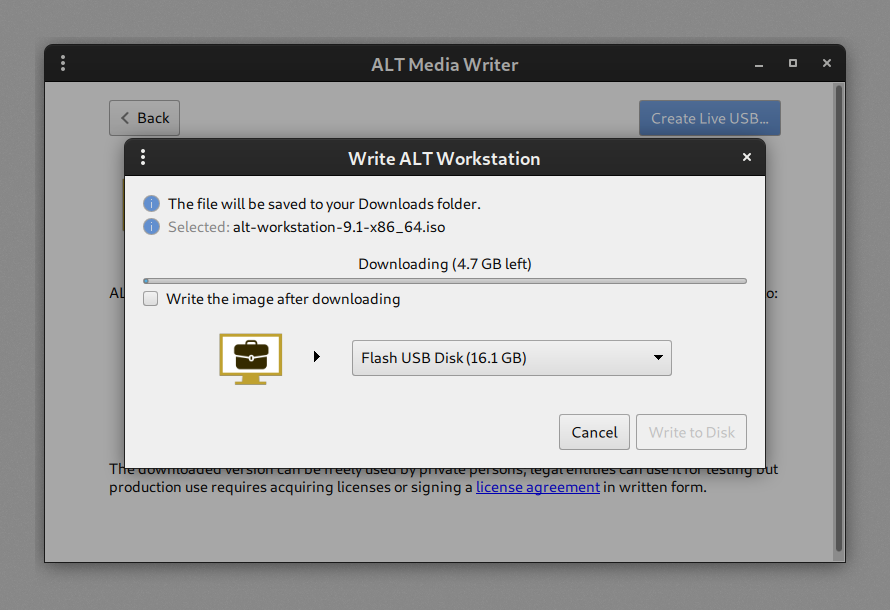 ALT Media Writer
Back
Create Live USB...
Write ALT Workstation
The file will be saved to your Downloads folder.
Selected: alt-workstation-9.1-x86_64.iso
Downloading (4.7 GB left)
AL
o:
Write the image after downloading
Flash USB Disk (16.1 GB)
Cancel
Write to Disk
The downloaded version can be freely used by private persons, legal entities can use it for testing but
production use requires acquiring licenses or signing a license agreement in written form.